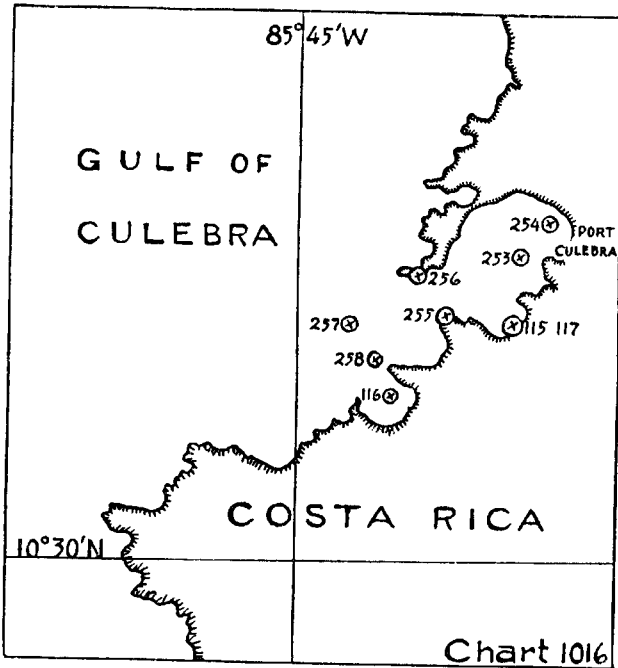 85°45'W
GULF OF
CULEBRA
254
PORT
CULEBRA
253
256
257
255
115 117
258
116
COSTA RICA
10°30'N
Chart 1016